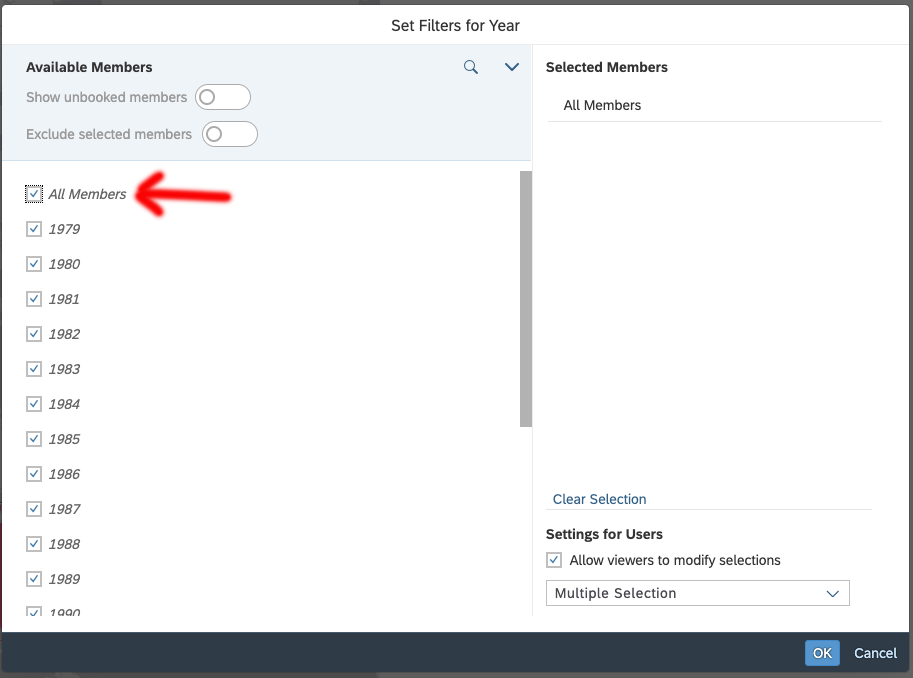 Set Filters for Year
Available Members
Show unbooked members
Exclude selected members
All Members
1979
1980
1981
1982
1983
1984
1985
1986
1987
1988
1989
1990
Selected Members
All Members
Clear Selection
Settings for Users
Allow viewers to modify selections
Multiple Selection
OK Cancel